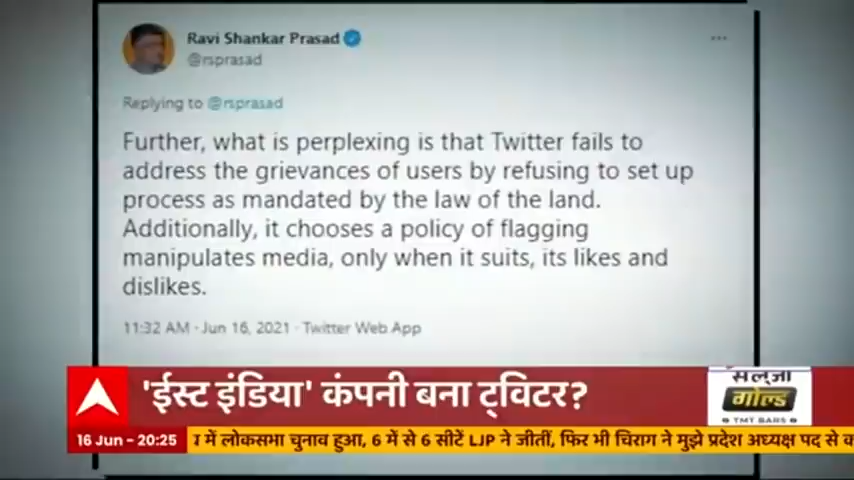 Ravi Shankar Prasad
@rsprasad
Replying to @rsprasad
Further, what is perplexing is that Twitter fails to
address the grievances of users by refusing to set up
process as mandated by the law of the land.
Additionally, it chooses a policy of flagging
manipulates media, only when it suits, its likes and
dislikes.
11:32 AM · Jun 16, 2021 · Twitter Web App
'ईस्ट इंडिया' कंपनी बना ट्विटर?
सलूजा
गोल्ड
TMT BARS
16 Jun - 20:25
र में लोकसभा चुनाव हुआ, 6 में से 6 सीटें LJP ने जीतीं, फिर भी चिराग ने मुझे प्रदेश अध्यक्ष पद से